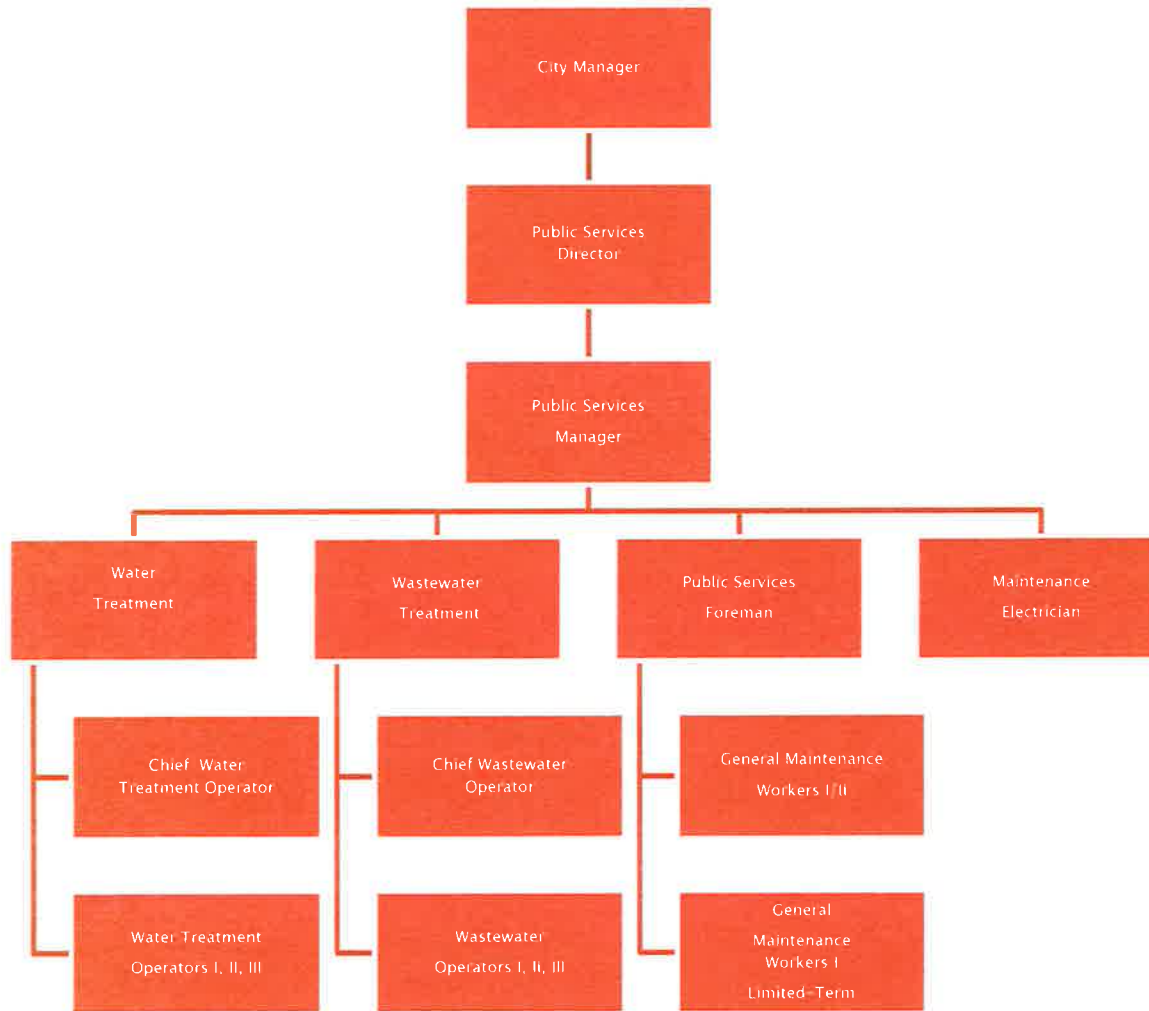 City Manager
Public Services
Director
Public Services
Manager
Water
Treatment
Wastewater
Treatment
Public Services
Foreman
Maintenance
Electrician
Chief Water
Treatment Operator
Chief Wastewater
Operator
General Maintenance
Workers I/Ii
Water Treatment
Operators I, II, III
Wastewater
Operators I, Ii, III
General
Maintenance
Workers I
Limited-Term